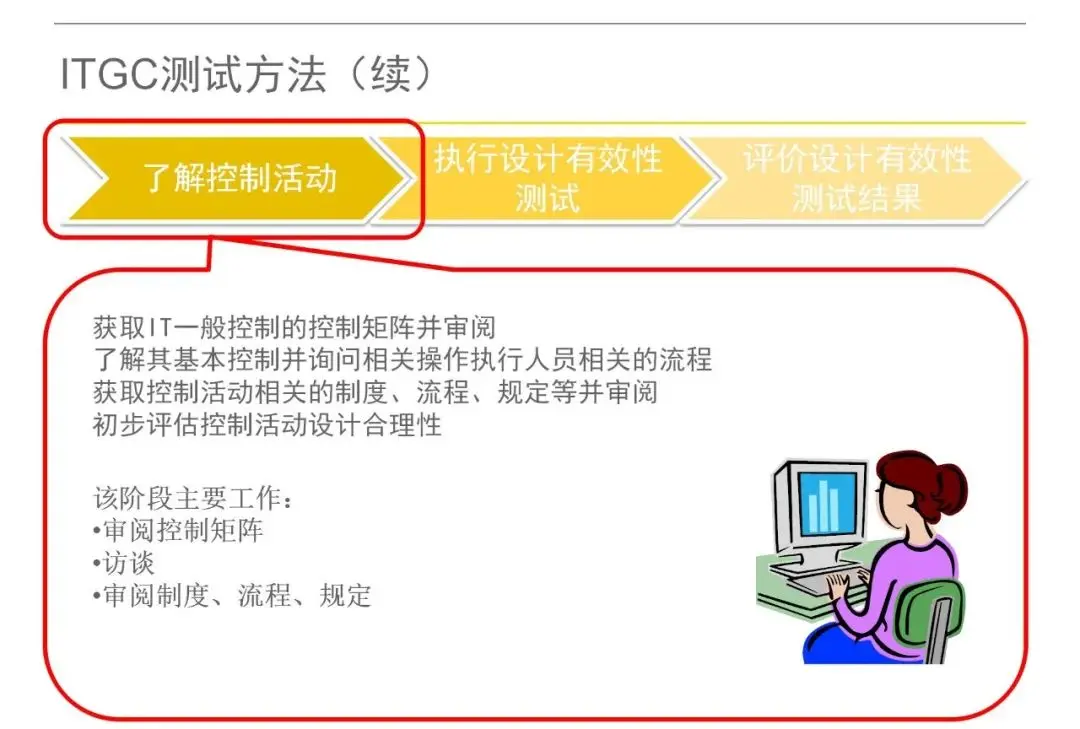 ITGC测试方法（续）
了解控制活动
执行设计有效性
测试
评价设计有效性
测试结果
获取IT一般控制的控制矩阵并审阅
了解其基本控制并询问相关操作执行人员相关的流程
获取控制活动相关的制度、流程、规定等并审阅
初步评估控制活动设计合理性
该阶段主要工作：
•审阅控制矩阵
•访谈
•审阅制度、流程、规定